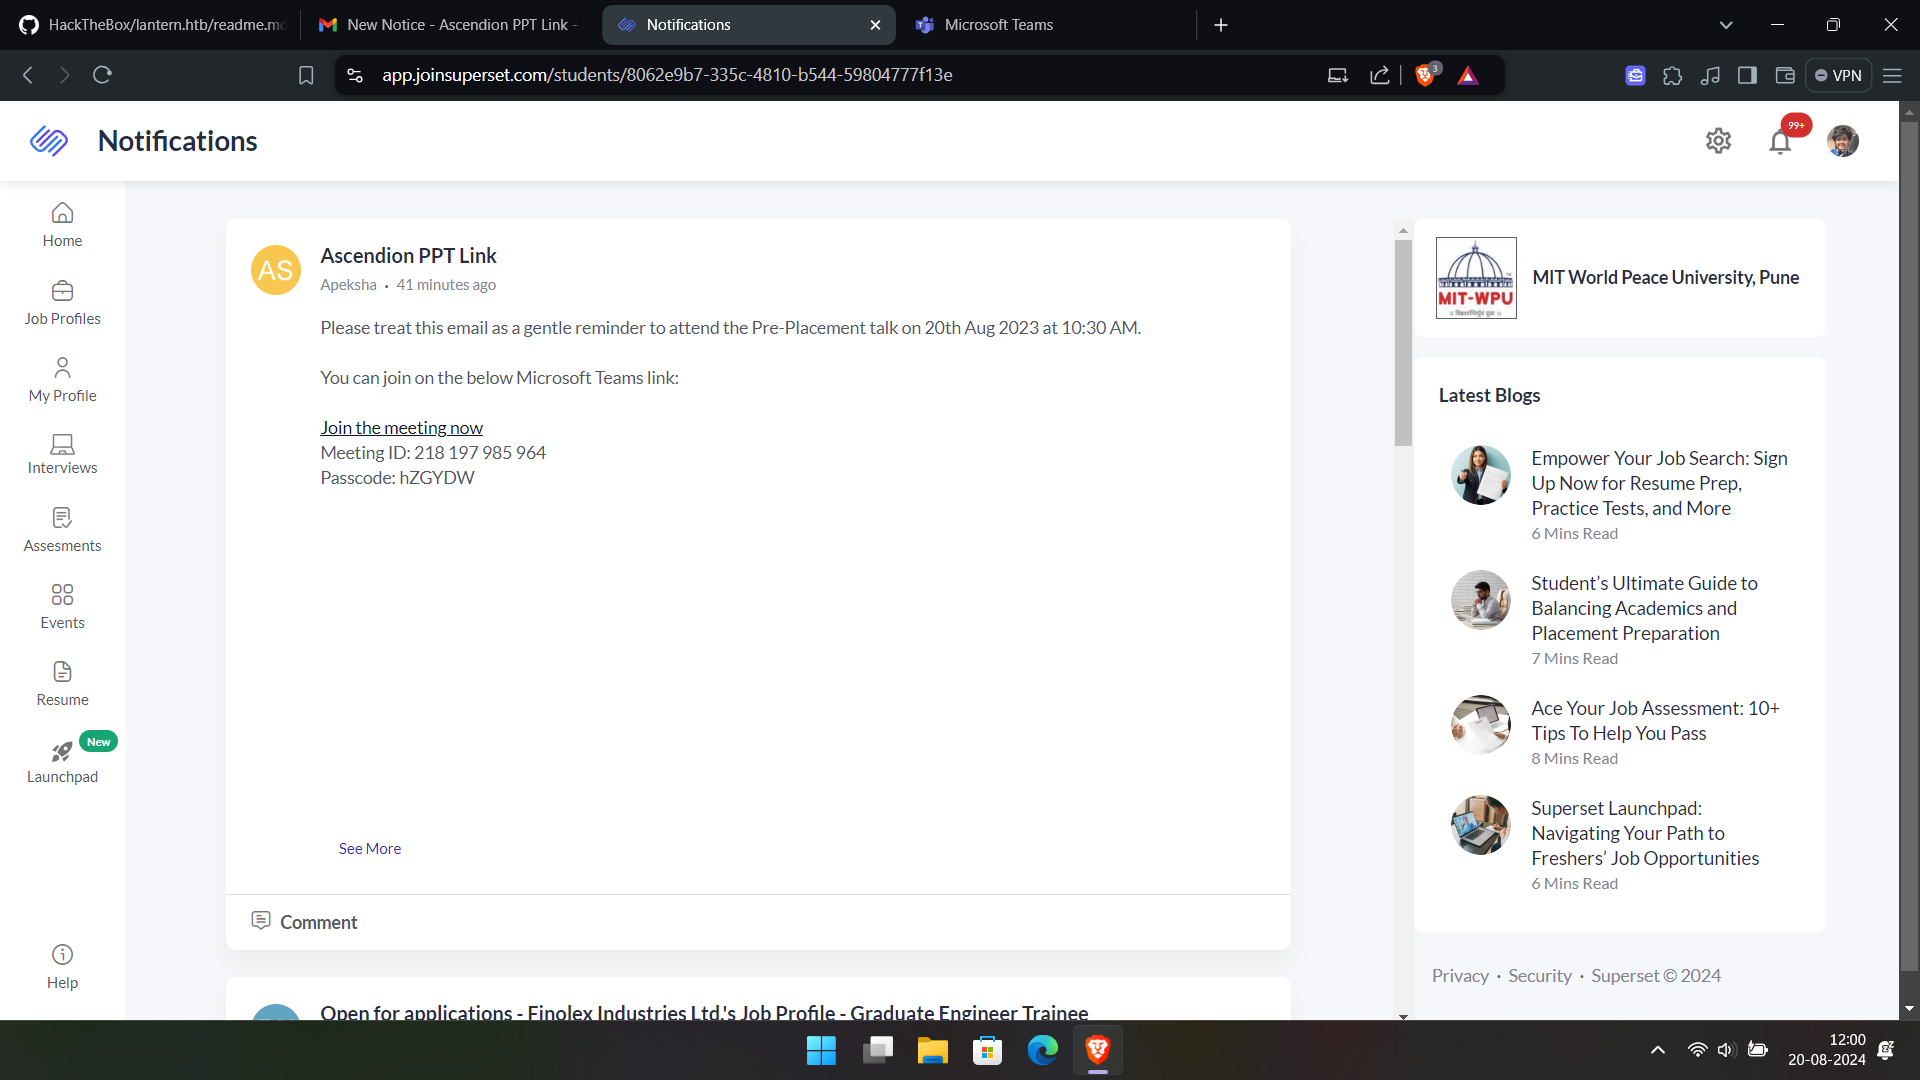 HackTheBox/lantern.htb/readme.mc
New Notice - Ascendion PPT Link -
Notifications
Microsoft Teams
app.joinsuperset.com/students/8062e9b7-335c-4810-b544-59804777f13e
3
VPN
Notifications
99+
Home
Job Profiles
My Profile
Interviews
Assesments
Events
Resume
New
Launchpad
Help
AS
Ascendion PPT Link
Apeksha • 41 minutes ago
Please treat this email as a gentle reminder to attend the Pre-Placement talk on 20th Aug 2023 at 10:30 AM.
You can join on the below Microsoft Teams link:
Join the meeting now
Meeting ID: 218 197 985 964
Passcode: hZGYDW
See More
Comment
Open for applications - Finolex Industries Ltd.'s Job Profile - Graduate Engineer Trainee
MIT-WPU
MIT World Peace University, Pune
Latest Blogs
Empower Your Job Search: Sign
Up Now for Resume Prep,
Practice Tests, and More
6 Mins Read
Student’s Ultimate Guide to
Balancing Academics and
Placement Preparation
7 Mins Read
Ace Your Job Assessment: 10+
Tips To Help You Pass
8 Mins Read
Superset Launchpad:
Navigating Your Path to
Freshers’ Job Opportunities
6 Mins Read
Privacy • Security • Superset © 2024
12:00
20-08-2024